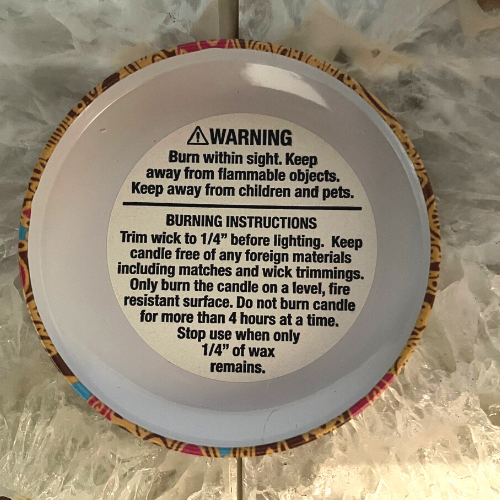 ⚠WARNING
Burn within sight. Keep
away from flammable objects.
Keep away from children and pets.
BURNING INSTRUCTIONS
Trim wick to 1/4” before lighting. Keep
candle free of any foreign materials
including matches and wick trimmings.
Only burn the candle on a level, fire
resistant surface. Do not burn candle
for more than 4 hours at a time.
Stop use when only
1/4” of wax
remains.